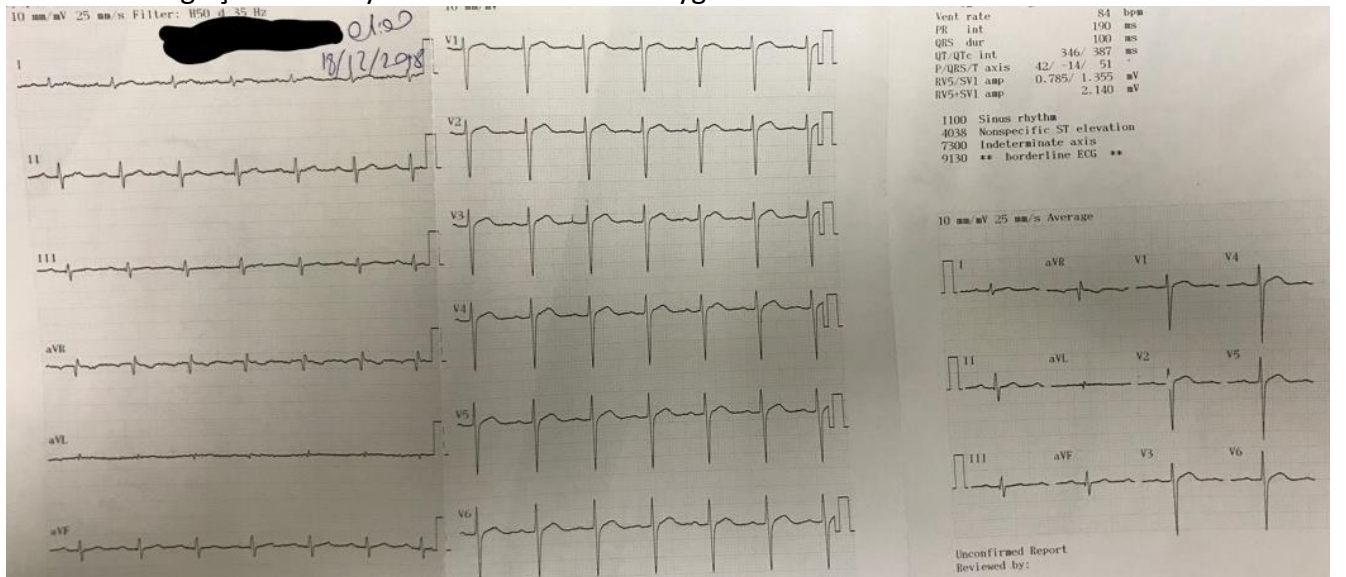 10 mm/mV 25 mm/s Filter: H50 d 35 Hz
18/12/2018
I
II
III
aVR
aVL
aVF
10 mm/mV
V1
V2
V3
V4
V5
V6
Vent rate 84 bpm
PR int 190 ms
QRS dur 100 ms
QT/QTc int 346/ 387 ms
P/QRS/T axis 42/ -14/ 51 °
RV5/SV1 amp 0.785/ 1.355 mV
RV5+SV1 amp 2.140 mV
1100 Sinus rhythm
4038 Nonspecific ST elevation
7300 Indeterminate axis
9130 ** borderline ECG **
10 mm/mV 25 mm/s Average
I aVR V1 V4
II aVL V2 V5
III aVF V3 V6
Unconfirmed Report
Reviewed by: